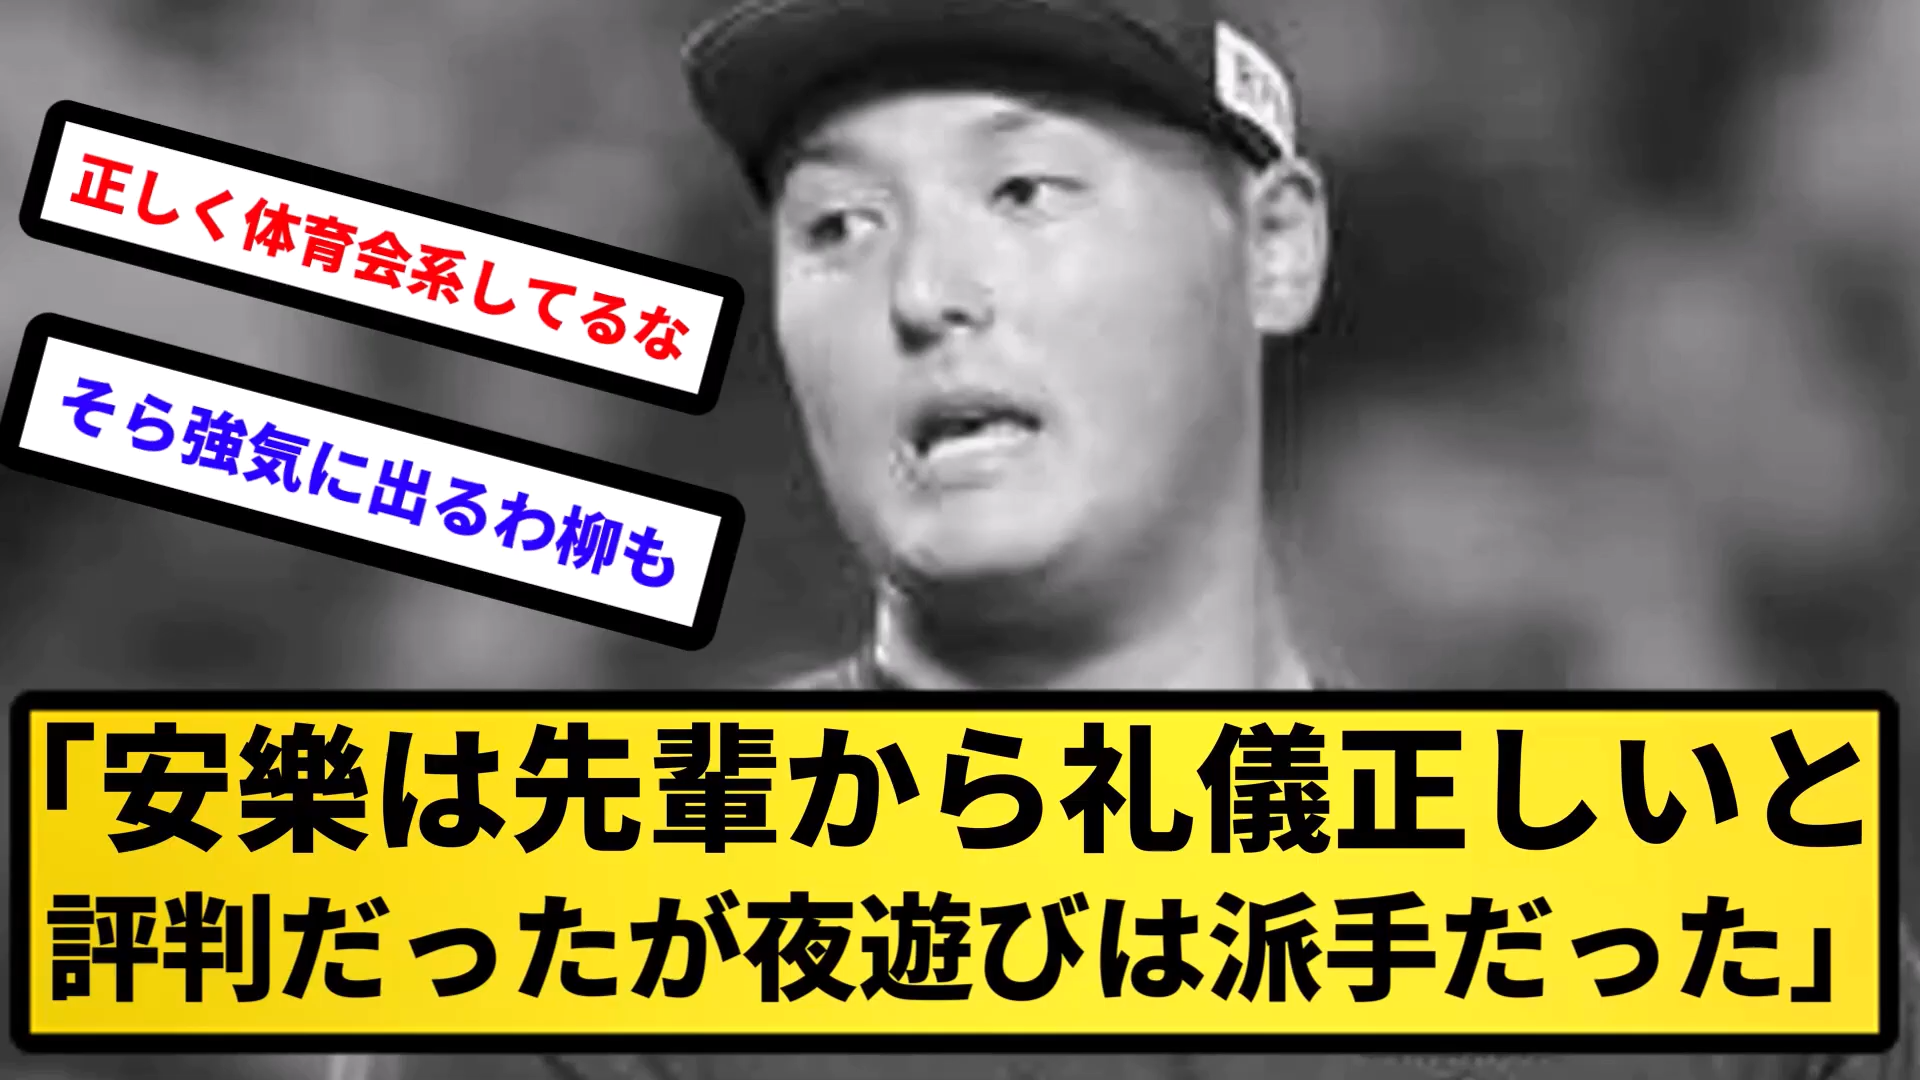 正しく体育会系してるな
そら強気に出るわ柳も
「安樂は先輩から礼儀正しいと
評判だったが夜遊びは派手だった」